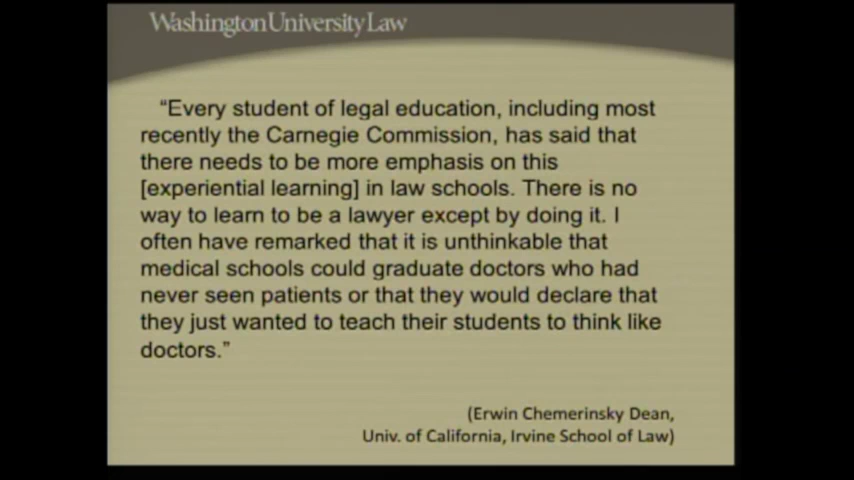 Washington University Law
“Every student of legal education, including most
recently the Carnegie Commission, has said that
there needs to be more emphasis on this
[experiential learning] in law schools. There is no
way to learn to be a lawyer except by doing it. I
often have remarked that it is unthinkable that
medical schools could graduate doctors who had
never seen patients or that they would declare that
they just wanted to teach their students to think like
doctors.”
(Erwin Chemerinsky Dean,
Univ. of California, Irvine School of Law)